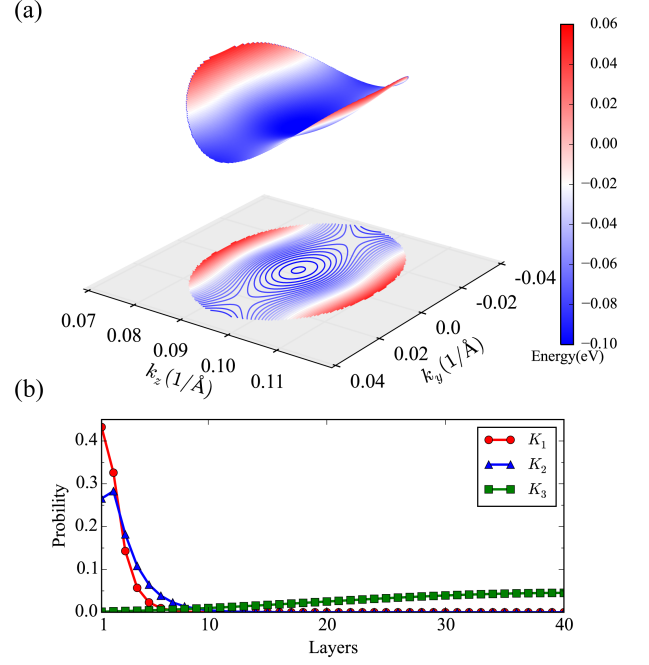 (a)
0.06
0.04
0.02
0.00
−0.02
−0.04
−0.06
−0.08
−0.10
Energy(eV)
-0.04
-0.02
0.0
0.02
0.04
k_y (1/Å)
0.07
0.08
0.09
0.10
0.11
k_z (1/Å)
(b)
0.4
0.3
0.2
0.1
0.0
Probility
K_1
K_2
K_3
1 10 20 30 40
Layers